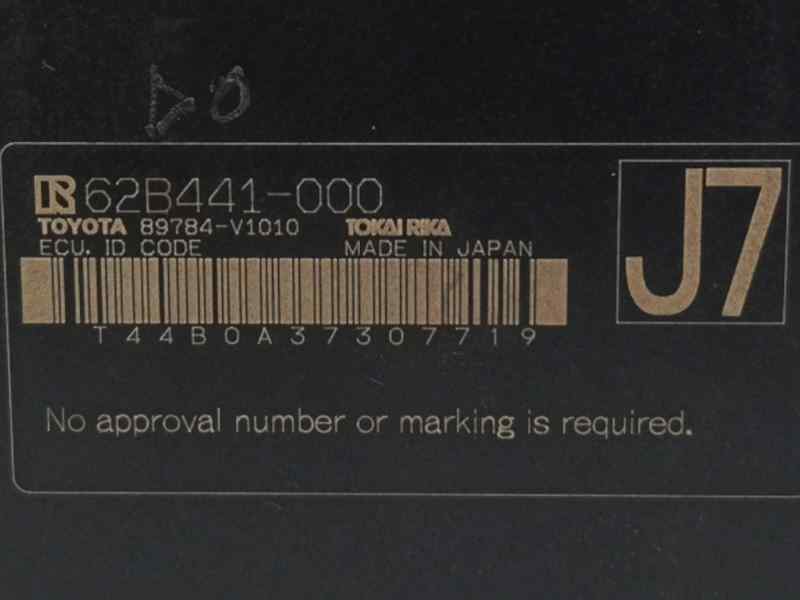 62B441-000
TOYOTA 89784-V1010 TOKAI RIKA
ECU. ID CODE MADE IN JAPAN
J7
T44B0A37307719
No approval number or marking is required.